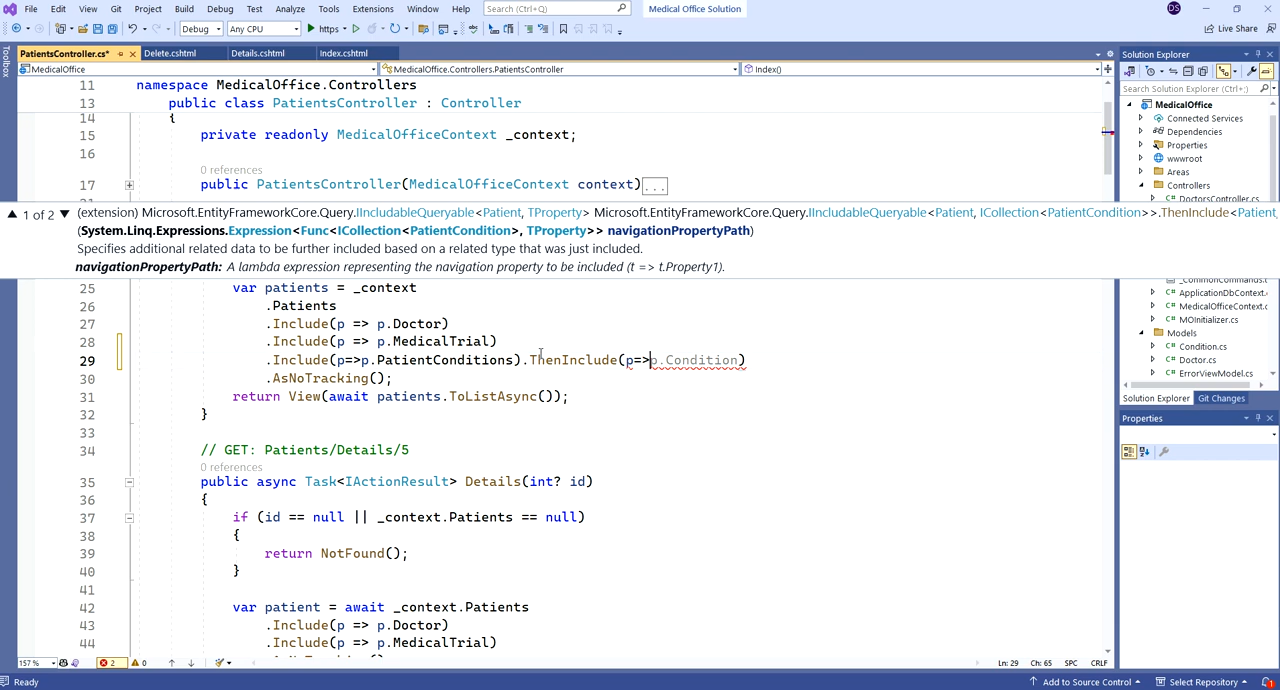 File Edit View Git Project Build Debug Test Analyze Tools Extensions Window Help Search (Ctrl+Q) Medical Office Solution DS
Debug Any CPU https Live Share
Toolbox
PatientsController.cs* Delete.cshtml Details.cshtml Index.cshtml
MedicalOffice MedicalOffice.Controllers.PatientsController Index()
11 namespace MedicalOffice.Controllers
13 public class PatientsController : Controller
14 {
15 private readonly MedicalOfficeContext _context;
16
0 references
17 public PatientsController(MedicalOfficeContext context)...
1 of 2 (extension) Microsoft.EntityFrameworkCore.Query.IIncludableQueryable<Patient, TProperty> Microsoft.EntityFrameworkCore.Query.IIncludableQueryable<Patient, ICollection<PatientCondition>>.ThenInclude<Patient,
(System.Linq.Expressions.Expression<Func<ICollection<PatientCondition>, TProperty>> navigationPropertyPath)
Specifies additional related data to be further included based on a related type that was just included.
navigationPropertyPath: A lambda expression representing the navigation property to be included (t => t.Property1).
25 var patients = _context
26 .Patients
27 .Include(p => p.Doctor)
28 .Include(p => p.MedicalTrial)
29 .Include(p=>p.PatientConditions).ThenInclude(p=>p.Condition)
30 .AsNoTracking();
31 return View(await patients.ToListAsync());
32 }
33
34 // GET: Patients/Details/5
0 references
35 public async Task<IActionResult> Details(int? id)
36 {
37 if (id == null || _context.Patients == null)
38 {
39 return NotFound();
40 }
41
42 var patient = await _context.Patients
43 .Include(p => p.Doctor)
44 .Include(p => p.MedicalTrial)
157 % 2 0 Ln: 29 Ch: 65 SPC CRLF
Ready Add to Source Control Select Repository 1
Solution Explorer
Search Solution Explorer (Ctrl+;)
MedicalOffice
Connected Services
Dependencies
Properties
wwwroot
Areas
Controllers
DoctorsController.cs
_CommonCommands.t
ApplicationDbContext.c
MedicalOfficeContext.c
MOInitializer.cs
Models
Condition.cs
Doctor.cs
ErrorViewModel.cs
Solution Explorer Git Changes
Properties